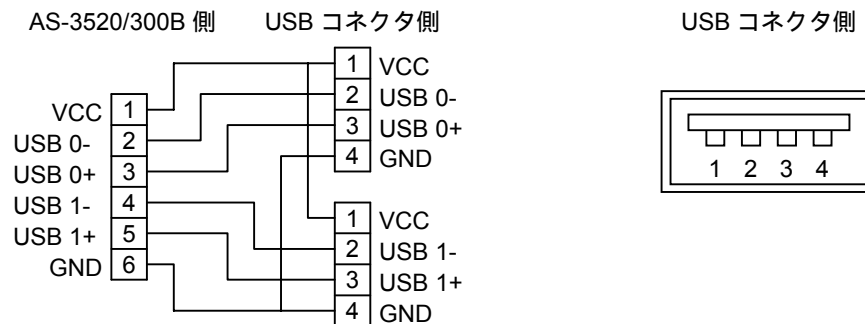 AS-3520/300B 側
USB コネクタ側
VCC 1
USB 0- 2
USB 0+ 3
USB 1- 4
USB 1+ 5
GND 6
1 VCC
2 USB 0-
3 USB 0+
4 GND
1 VCC
2 USB 1-
3 USB 1+
4 GND
USB コネクタ側
1 2 3 4